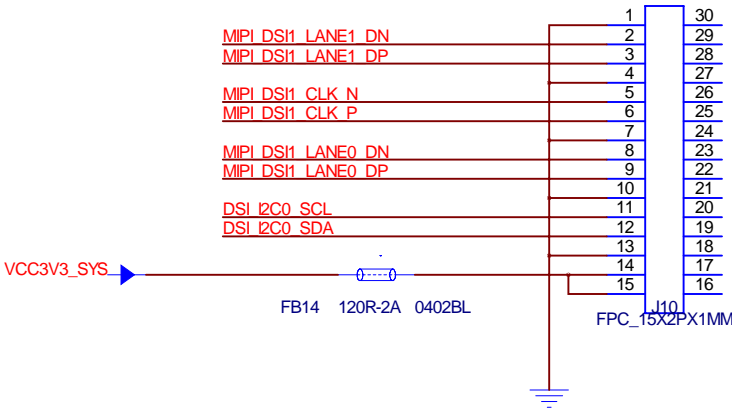 1 30
MIPI_DSI1_LANE1_DN 2 29
MIPI_DSI1_LANE1_DP 3 28
4 27
MIPI_DSI1_CLK_N 5 26
MIPI_DSI1_CLK_P 6 25
7 24
MIPI_DSI1_LANE0_DN 8 23
MIPI_DSI1_LANE0_DP 9 22
10 21
DSI_I2C0_SCL 11 20
DSI_I2C0_SDA 12 19
13 18
VCC3V3_SYS 14 17
15 16
FB14 120R-2A 0402BL
J10
FPC_15X2PX1MM